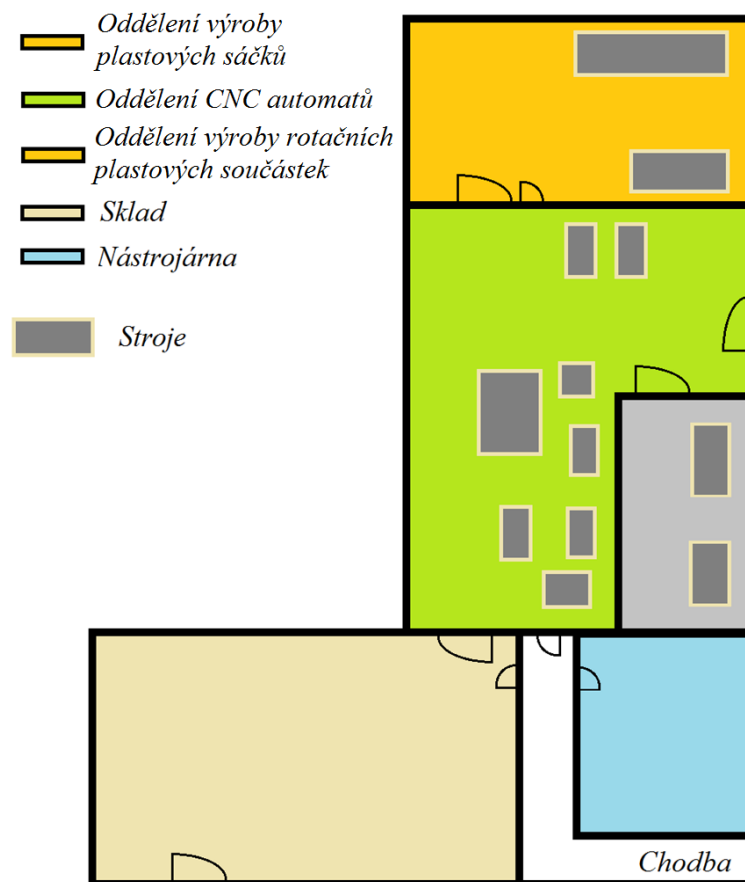 Oddělení výroby
plastových sáčků
Oddělení CNC automatů
Oddělení výroby rotačních
plastových součástek
Sklad
Nástrojárna
Stroje
Chodba